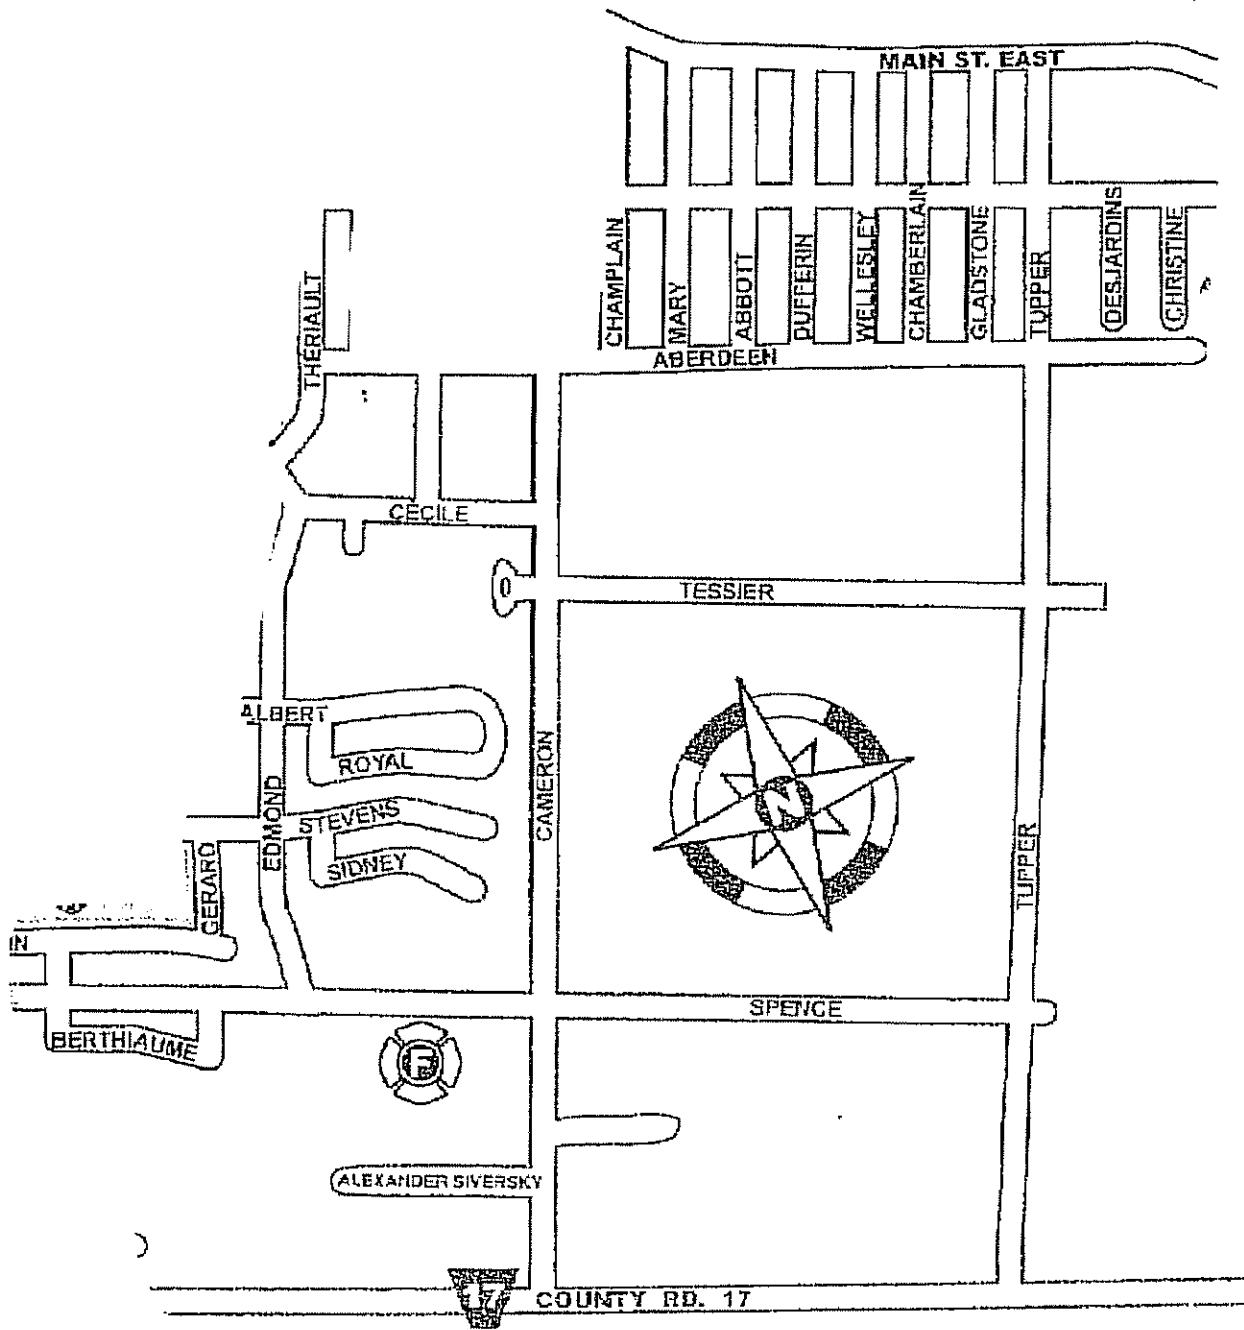 MAIN ST. EAST
CHAMPLAIN
MARY
ABBOTT
DUFFERIN
WELLESLEY
CHAMBERLAIN
GLADSTONE
TUPPER
DESJARDINS
CHRISTINE
THERIAULT
ABERDEEN
CECILE
TESSIER
ALBERT
ROYAL
STEVENS
SIDNEY
EDMOND
GERARD
CAMERON
N
TUPPER
IN
SPENCE
BERTHIAUME
F
ALEXANDER SIVERSKY
17
COUNTY RD. 17